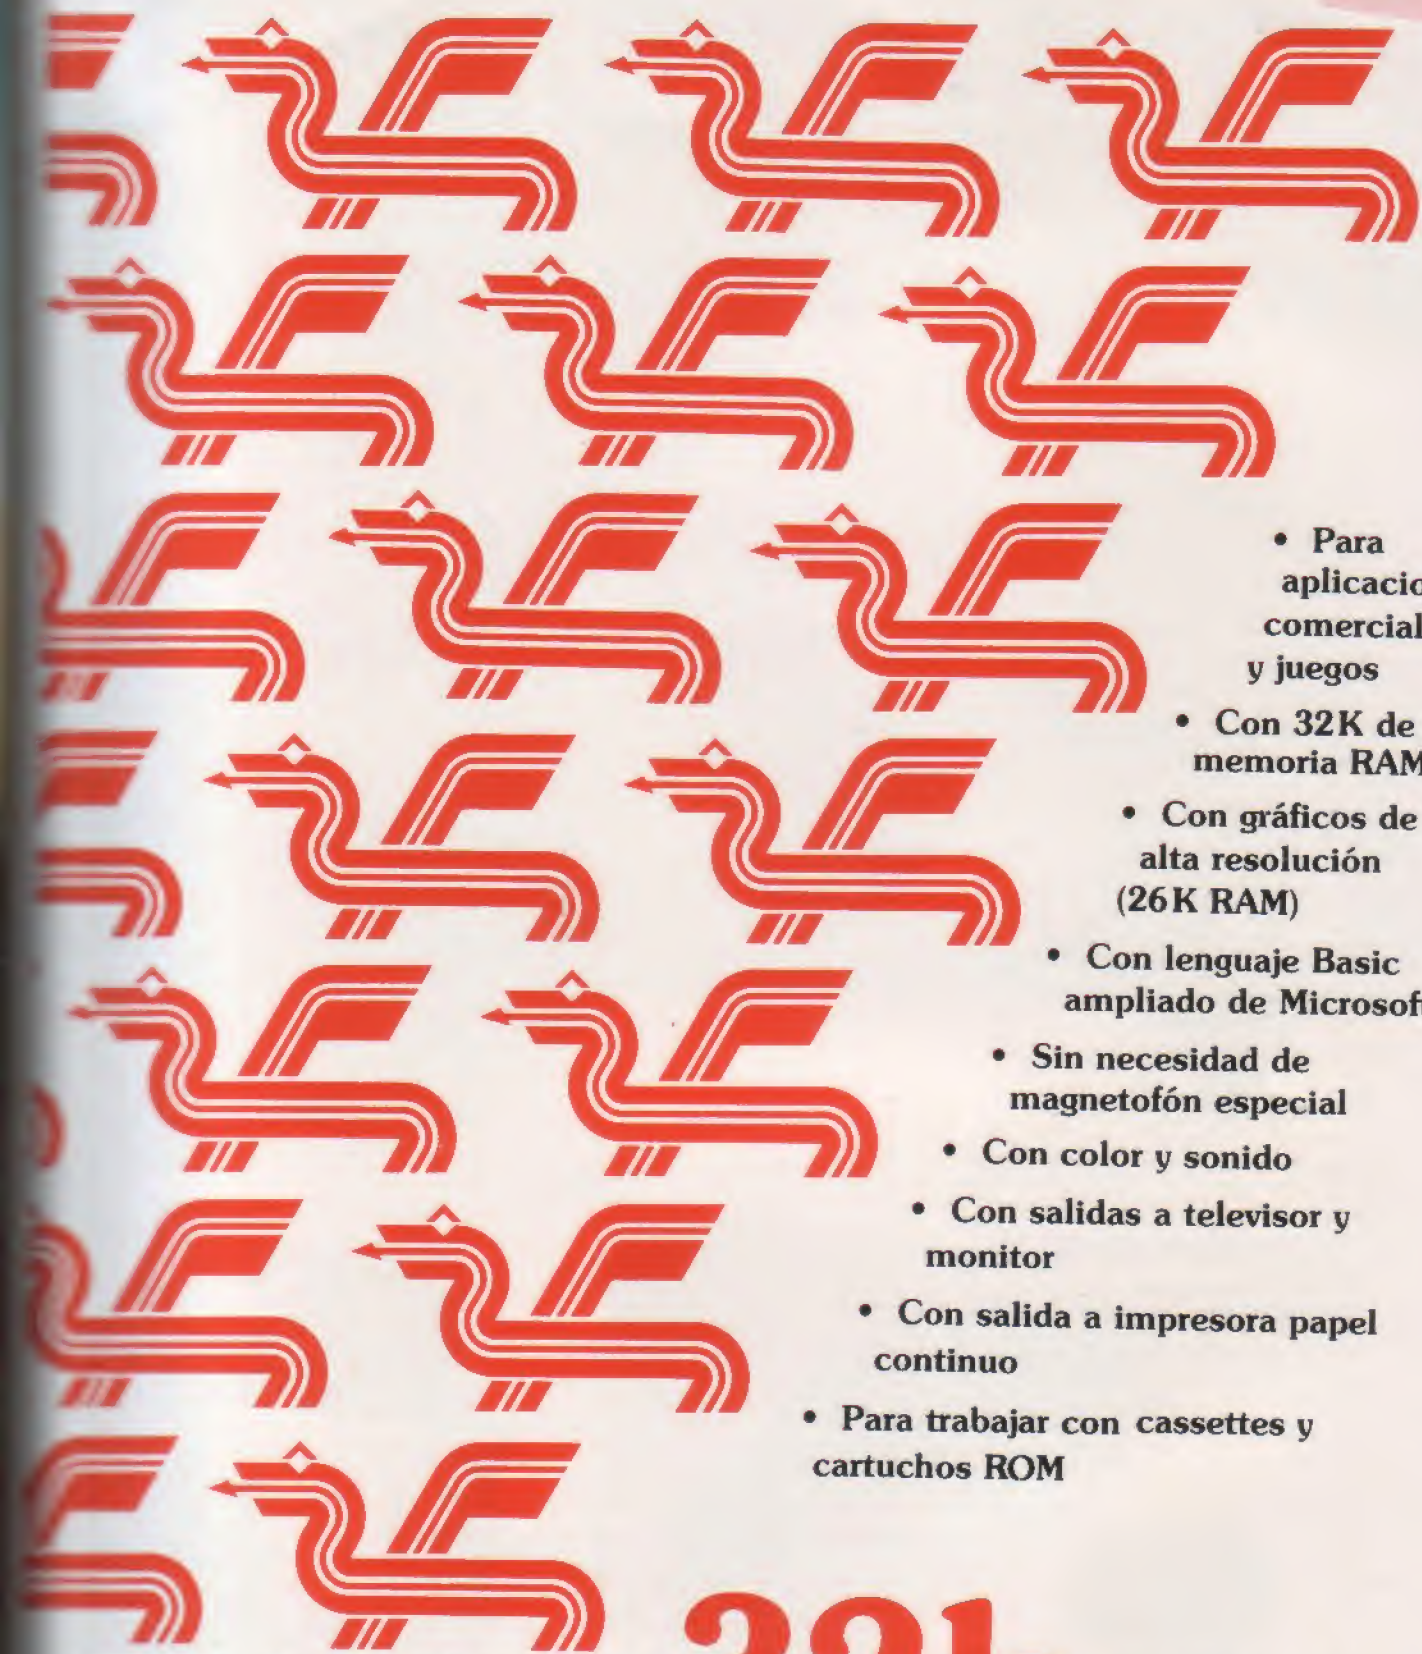 • Para
aplicacio
comercial
y juegos
• Con 32K de
memoria RAM
• Con gráficos de
alta resolución
(26K RAM)
• Con lenguaje Basic
ampliado de Microsoft
• Sin necesidad de
magnetofón especial
• Con color y sonido
• Con salidas a televisor y
monitor
• Con salida a impresora papel
continuo
• Para trabajar con cassettes y
cartuchos ROM